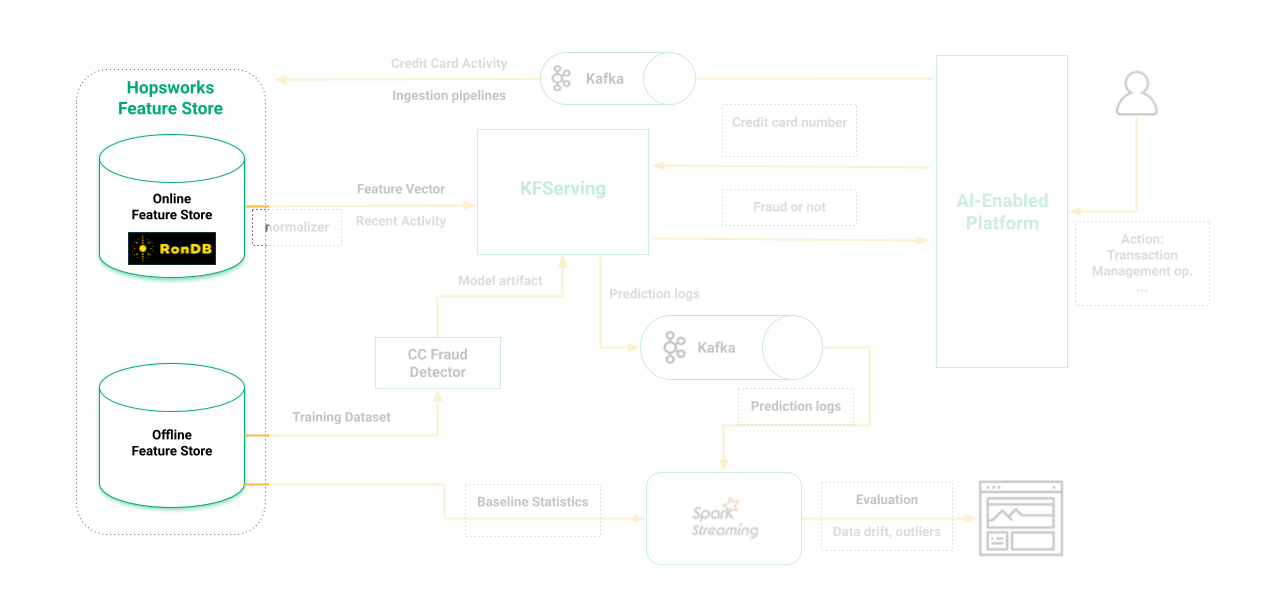 Hopsworks
Feature Store
Online
Feature Store
RonDB
Offline
Feature Store
Credit Card Activity
Ingestion pipelines
Kafka
Credit card number
Fraud or not
KFServing
AI-Enabled
Platform
Action:
Transaction
Management op.
...
Feature Vector
Recent Activity
normalizer
Model artifact
Prediction logs
CC Fraud
Detector
Kafka
Training Dataset
Prediction logs
Baseline Statistics
Spark
Streaming
Evaluation
Data drift, outliers